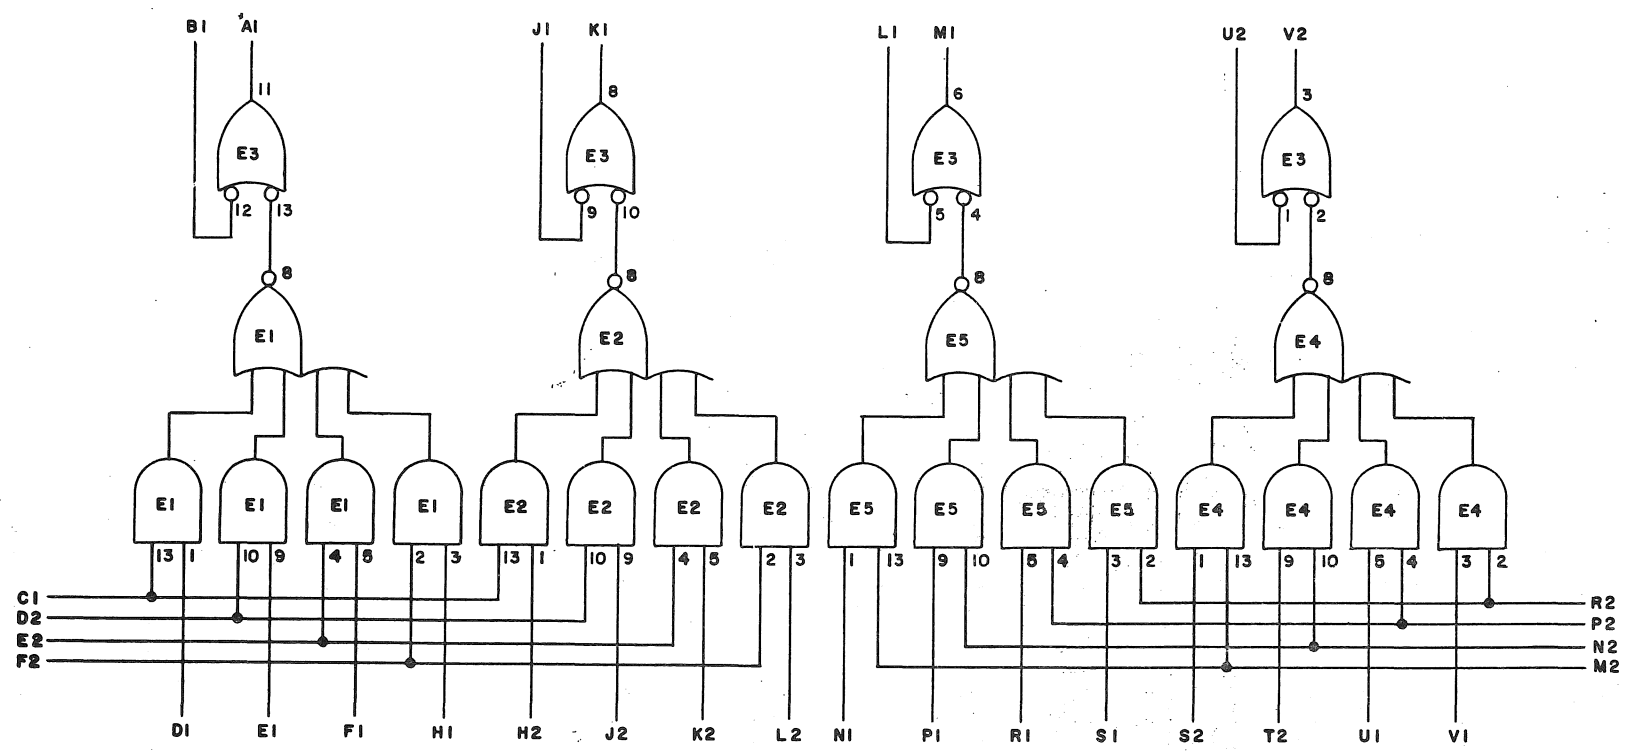 B1 A1 J1 K1 L1 M1 U2 V2
11 8 6 3
E3 E3 E3 E3
12 13 9 10 5 4 1 2
8 8 8 8
E1 E2 E5 E4
E1 E1 E1 E1 E2 E2 E2 E2 E5 E5 E5 E5 E4 E4 E4 E4
13 1 10 9 4 5 2 3 13 1 10 9 4 5 2 3 1 13 9 10 5 4 3 2 1 13 9 10 5 4 3 2
C1 R2
D2 P2
E2 N2
F2 M2
D1 E1 F1 H1 H2 J2 K2 L2 N1 P1 R1 S1 S2 T2 U1 V1